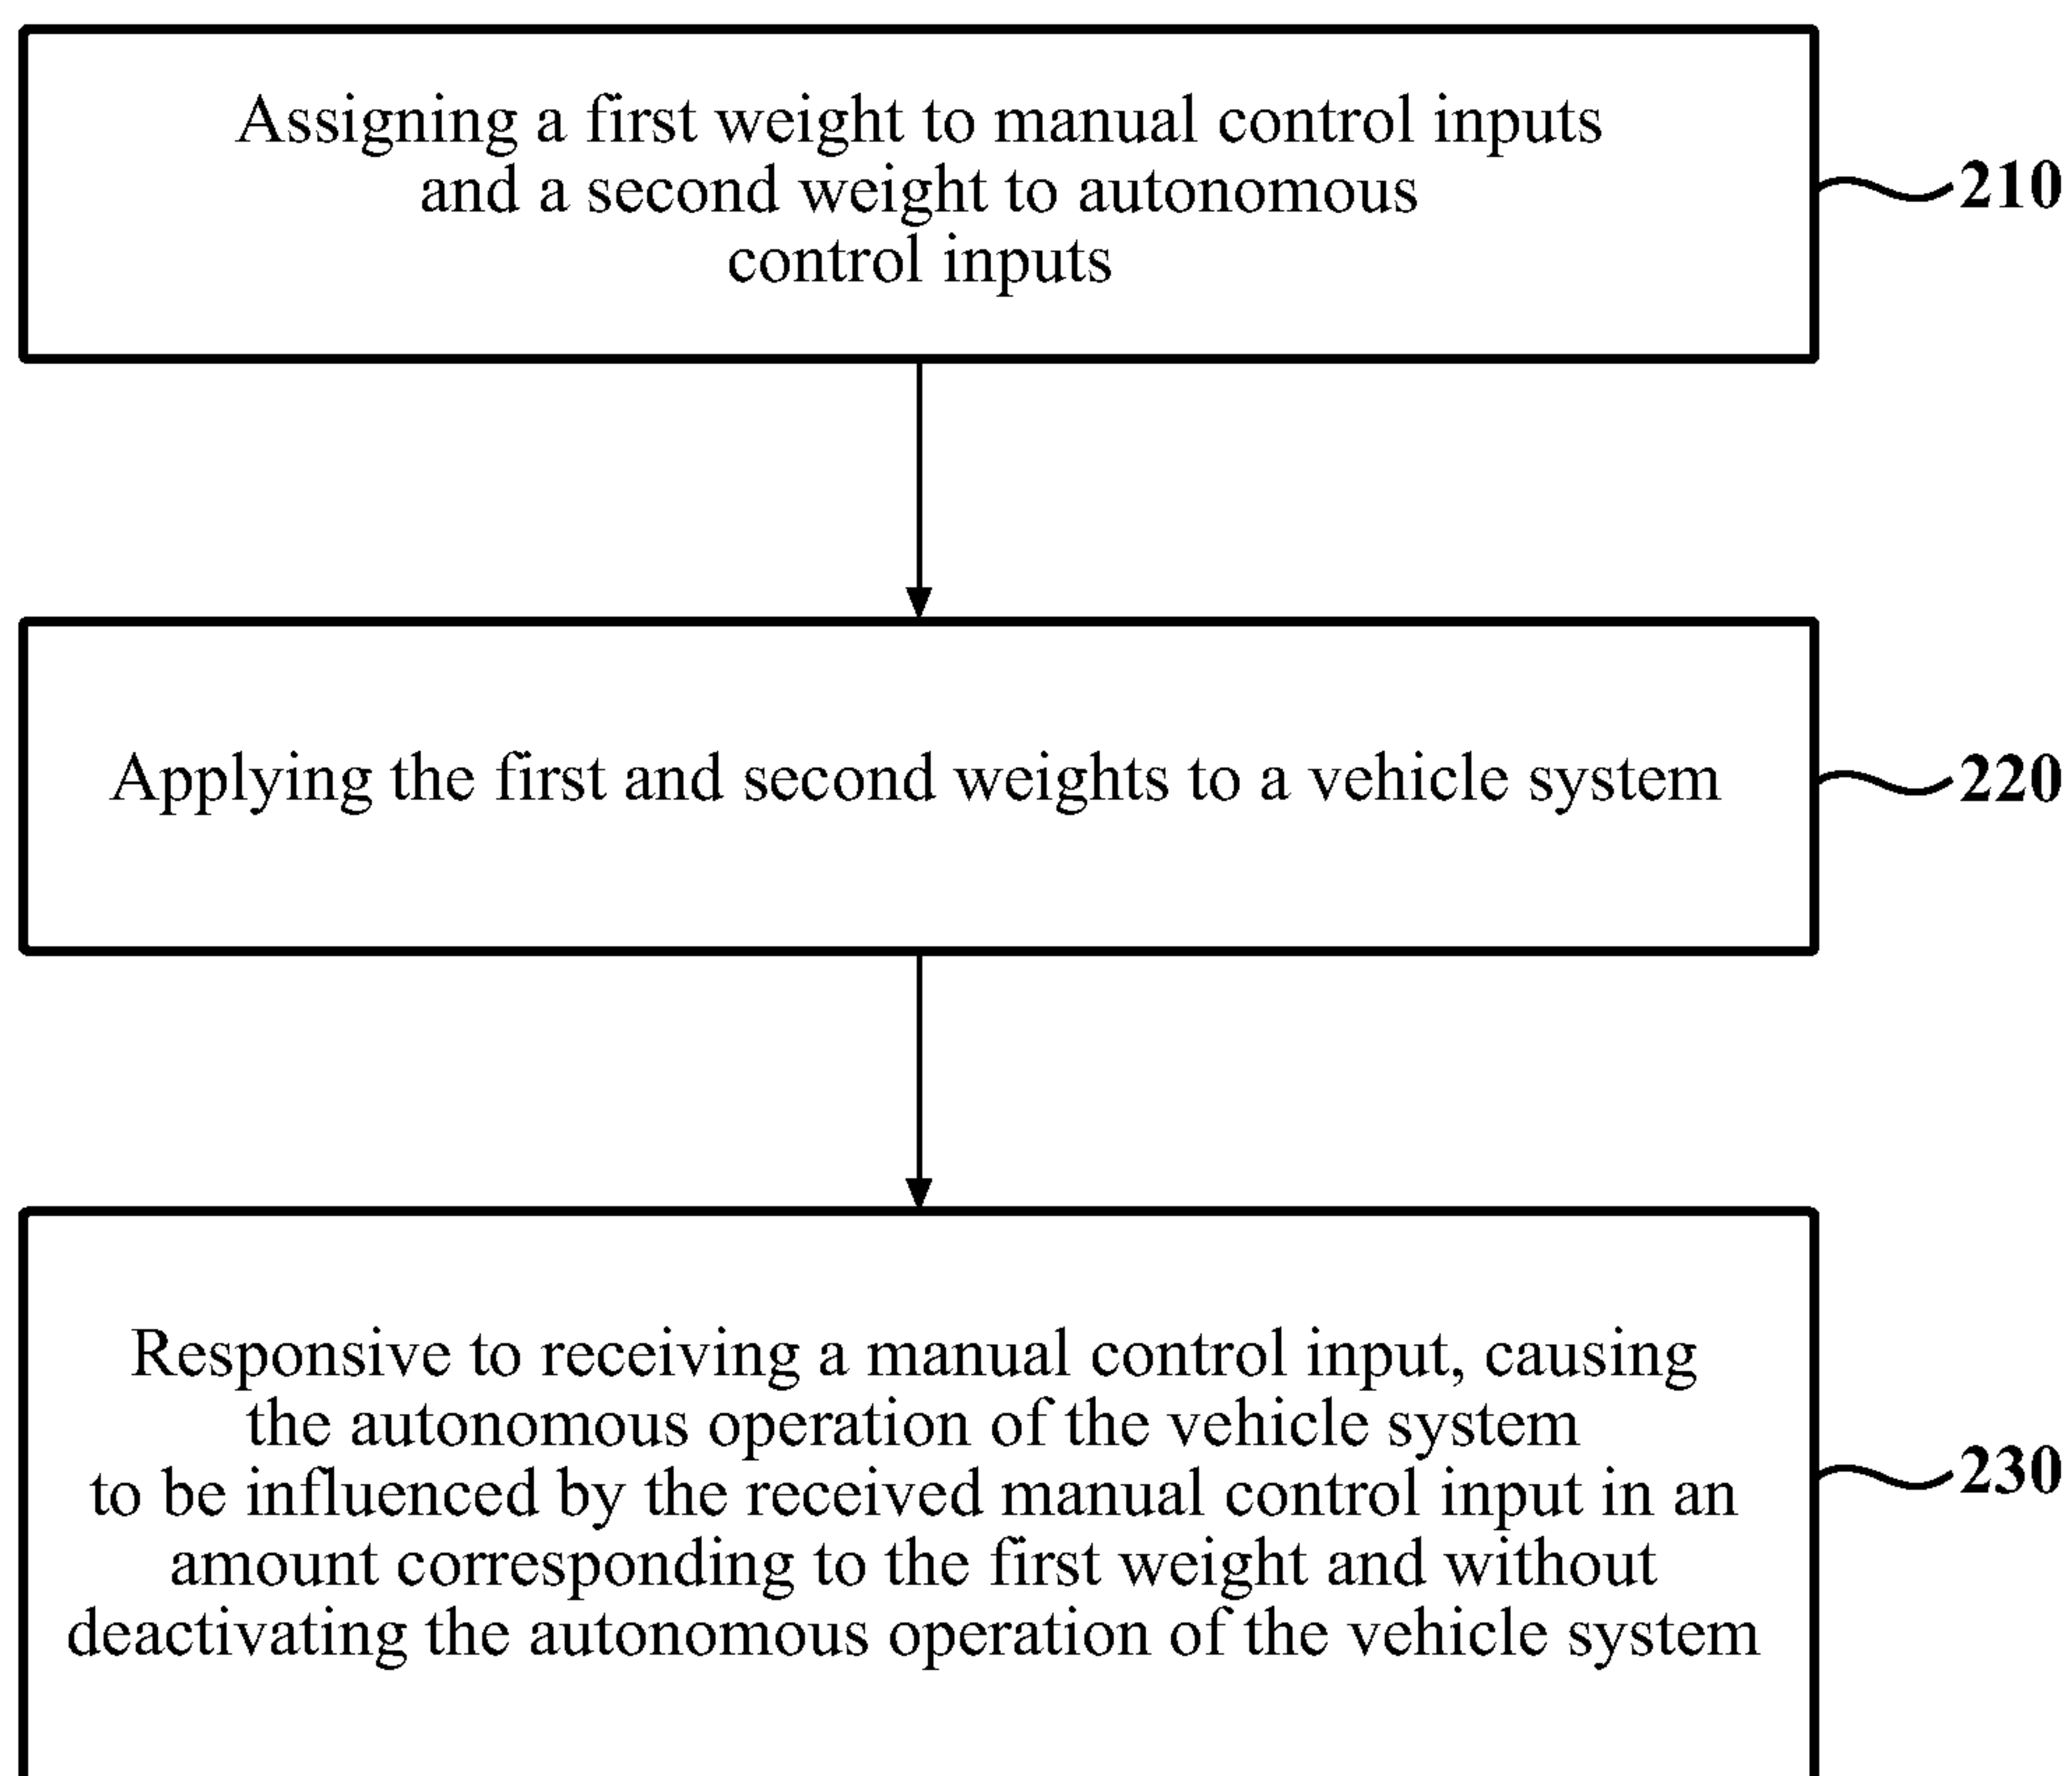 Assigning a first weight to manual control inputs
and a second weight to autonomous
control inputs
210
Applying the first and second weights to a vehicle system
220
Responsive to receiving a manual control input, causing
the autonomous operation of the vehicle system
to be influenced by the received manual control input in an
amount corresponding to the first weight and without
deactivating the autonomous operation of the vehicle system
230